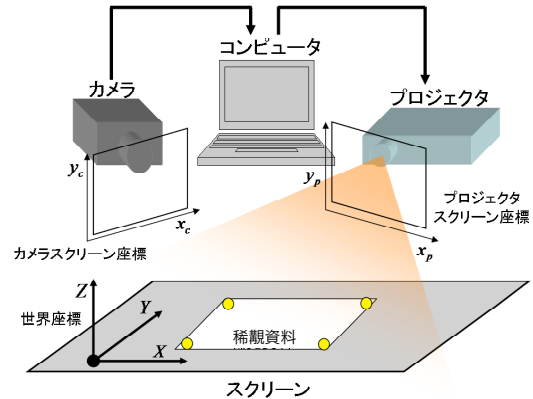 コンピュータ
カメラ
プロジェクタ
y_c
x_c
カメラスクリーン座標
y_p
x_p
プロジェクタ
スクリーン座標
Z
Y
X
世界座標
稀覯資料
スクリーン